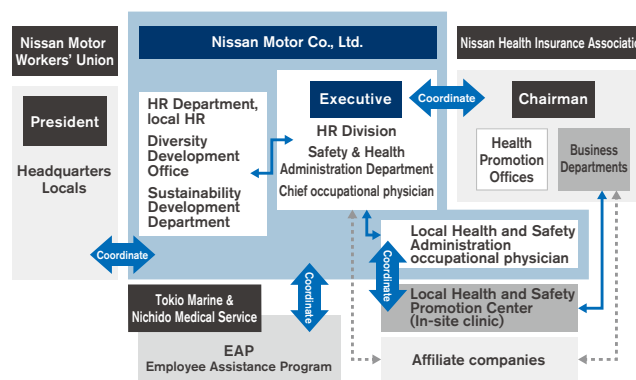 Nissan Motor
Workers' Union
President
Headquarters
Locals
Coordinate
Nissan Motor Co., Ltd.
HR Department,
local HR
Diversity
Development
Office
Sustainability
Development
Department
Executive
HR Division
Safety & Health
Administration Department
Chief occupational physician
Coordinate
Nissan Health Insurance Association
Chairman
Health
Promotion
Offices
Business
Departments
Local Health and Safety
Administration
occupational physician
Coordinate
Local Health and Safety
Promotion Center
(In-site clinic)
Coordinate
Tokio Marine &
Nichido Medical Service
EAP
Employee Assistance Program
Affiliate companies